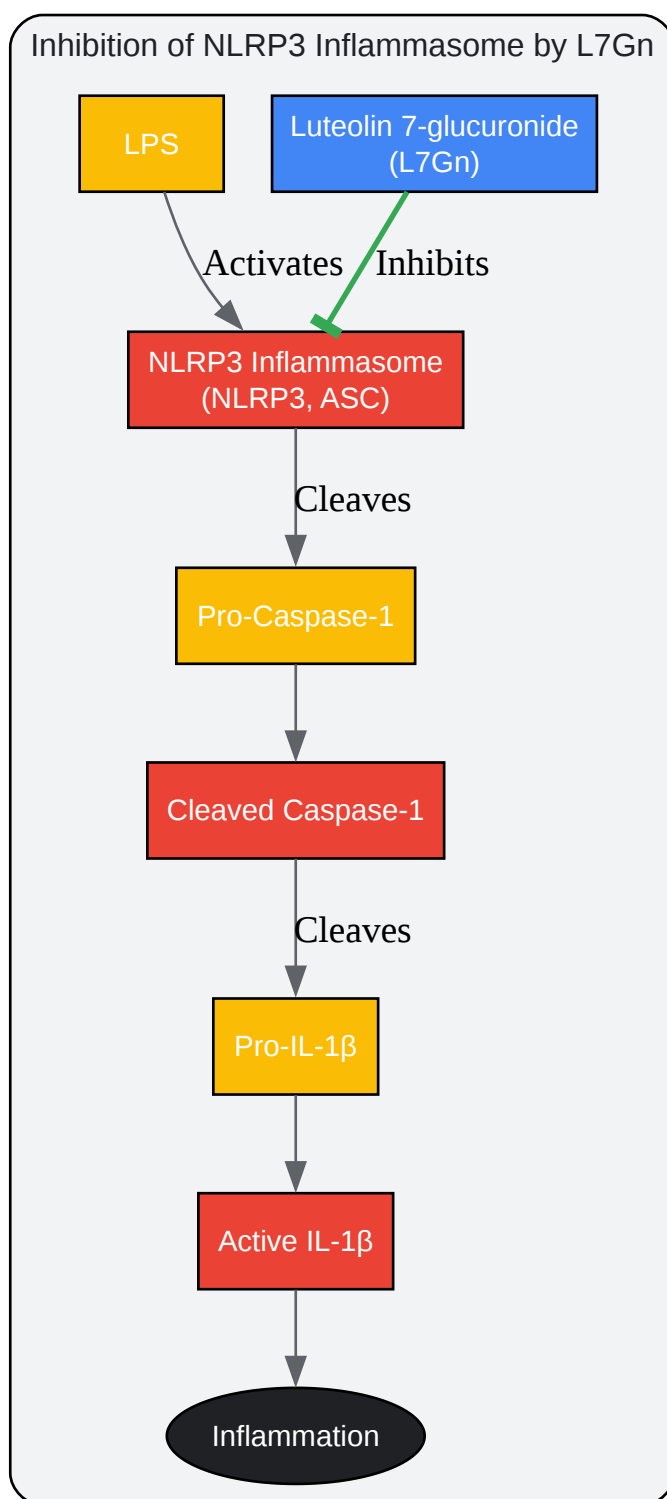 Inhibition of NLRP3 Inflammasome by L7Gn
LPS
Luteolin 7-glucuronide
(L7Gn)
Activates
Inhibits
NLRP3 Inflammasome
(NLRP3, ASC)
Cleaves
Pro-Caspase-1
Cleaved Caspase-1
Cleaves
Pro-IL-1β
Active IL-1β
Inflammation